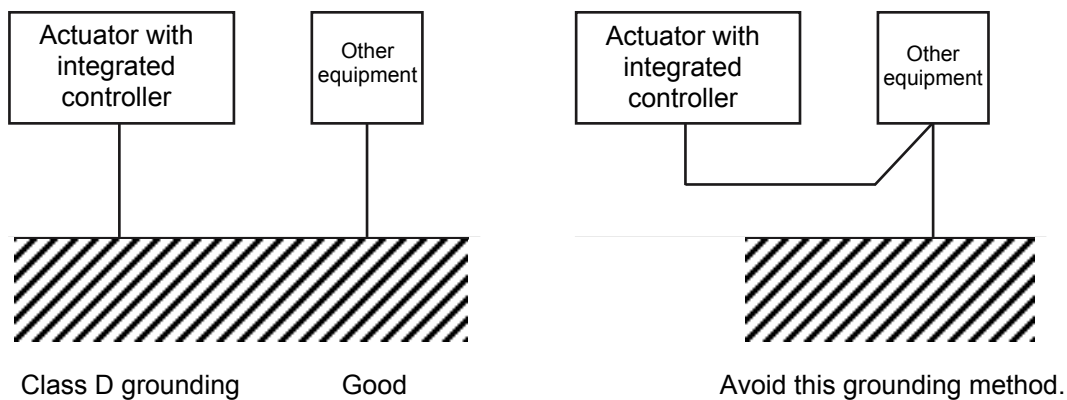 Actuator with
integrated
controller
Other
equipment
Actuator with
integrated
controller
Other
equipment
Class D grounding
Good
Avoid this grounding method.